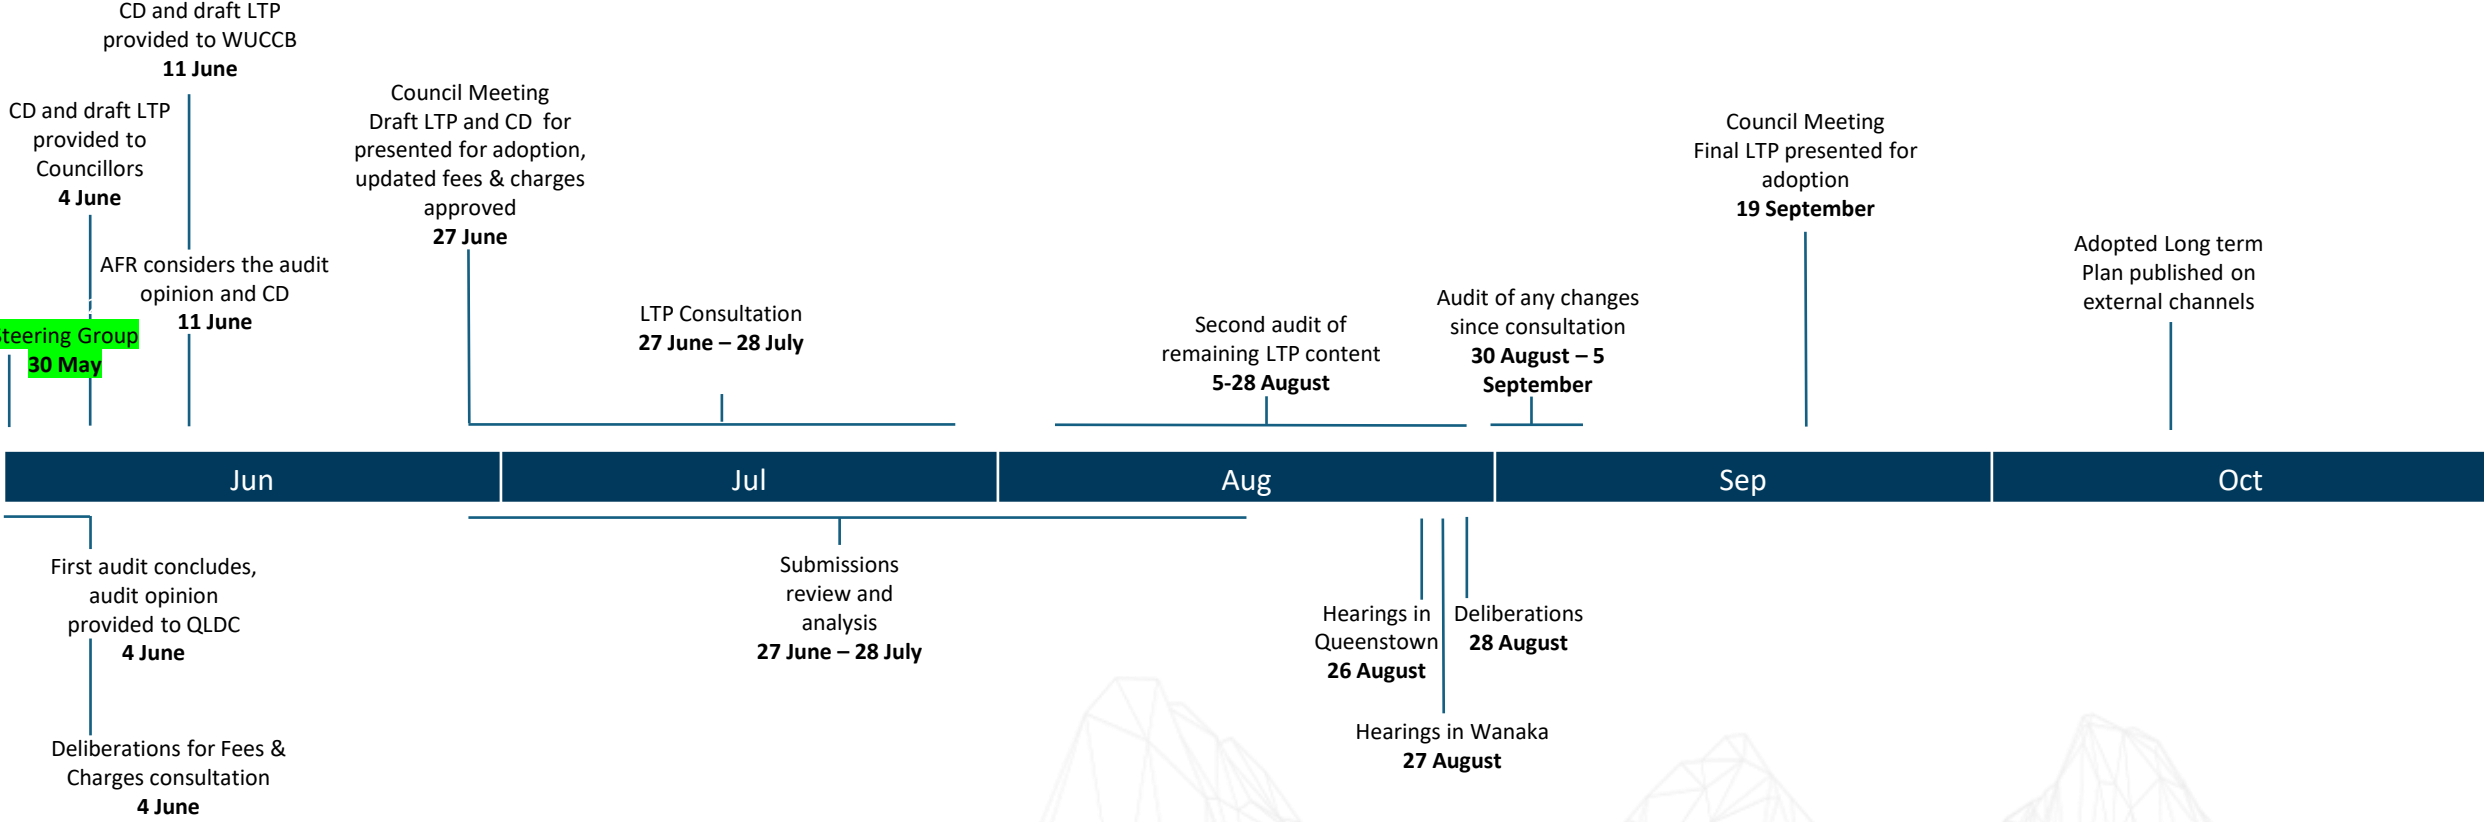 CD and draft LTP
provided to WUCCB
11 June
CD and draft LTP
provided to
Councillors
4 June
AFR considers the audit
opinion and CD
11 June
Steering Group
30 May
Council Meeting
Draft LTP and CD for
presented for adoption,
updated fees & charges
approved
27 June
LTP Consultation
27 June – 28 July
Second audit of
remaining LTP content
5-28 August
Audit of any changes
since consultation
30 August – 5
September
Council Meeting
Final LTP presented for
adoption
19 September
Adopted Long term
Plan published on
external channels
Jun
Jul
Aug
Sep
Oct
First audit concludes,
audit opinion
provided to QLDC
4 June
Deliberations for Fees &
Charges consultation
4 June
Submissions
review and
analysis
27 June – 28 July
Hearings in
Queenstown
26 August
Deliberations
28 August
Hearings in Wanaka
27 August